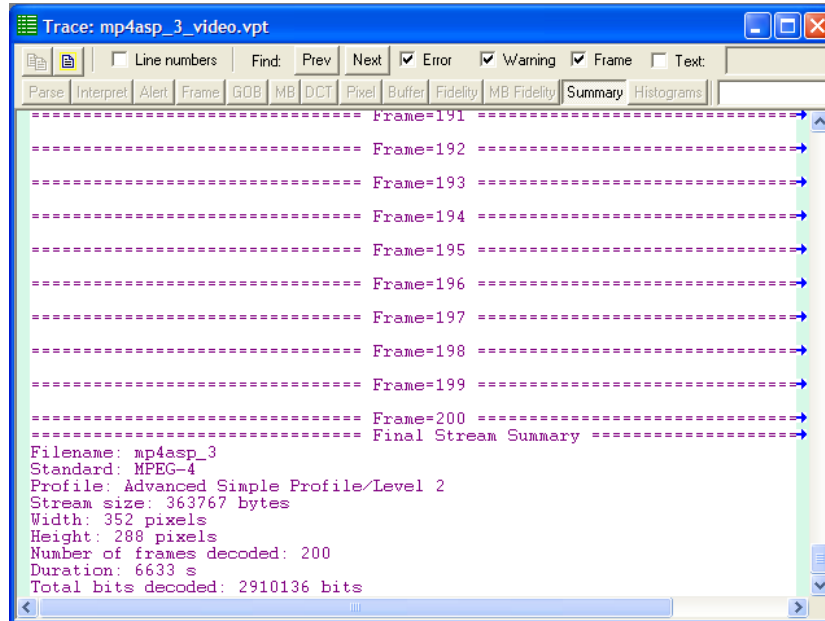 Trace: mp4asp_3_video.vpt
Line numbers Find: Prev Next Error Warning Frame Text:
Parse Interpret Alert Frame GOB MB DCT Pixel Buffer Fidelity MB Fidelity Summary Histograms
================================ Frame=191 ===============================
================================ Frame=192 ===============================
================================ Frame=193 ===============================
================================ Frame=194 ===============================
================================ Frame=195 ===============================
================================ Frame=196 ===============================
================================ Frame=197 ===============================
================================ Frame=198 ===============================
================================ Frame=199 ===============================
================================ Frame=200 ===============================
================================ Final Stream Summary ====================
Filename: mp4asp_3
Standard: MPEG-4
Profile: Advanced Simple Profile/Level 2
Stream size: 363767 bytes
Width: 352 pixels
Height: 288 pixels
Number of frames decoded: 200
Duration: 6633 s
Total bits decoded: 2910136 bits